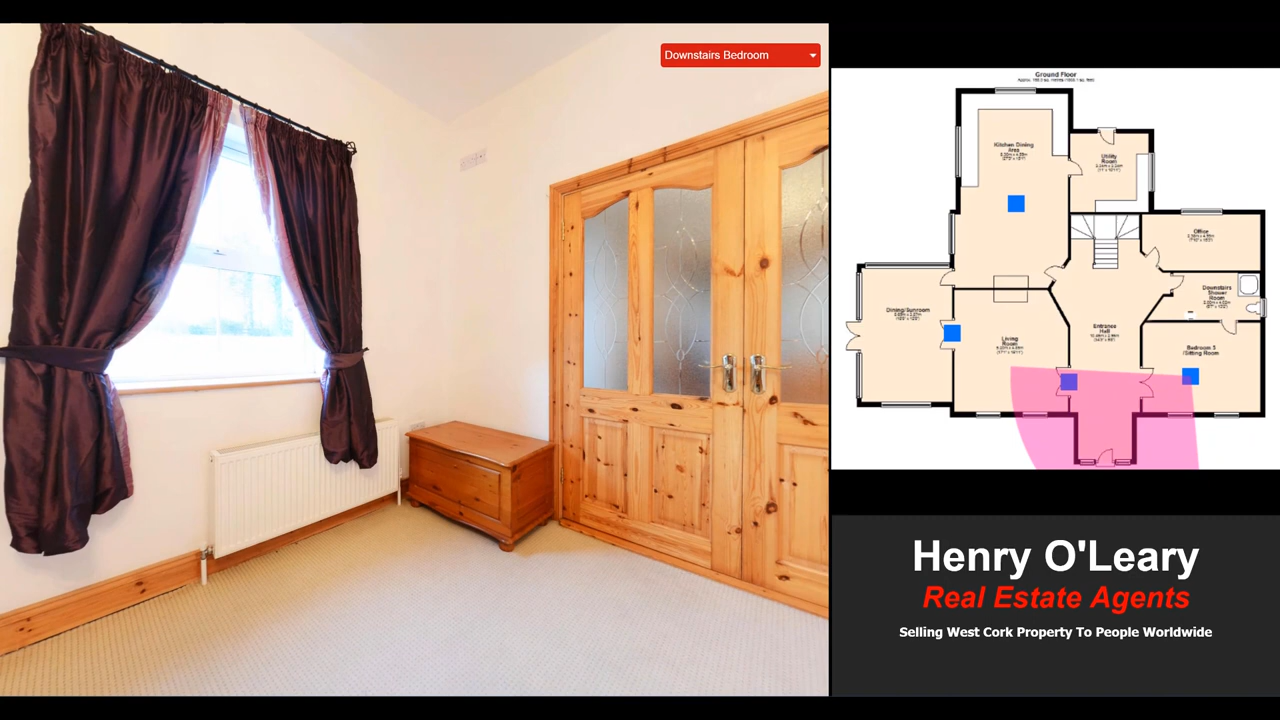 Downstairs Bedroom
Ground Floor
Kitchen Dining
Area
Utility
Room
Office
Downstairs
Shower
Room
Dining/Sunroom
Entrance
Hall
Living
Room
Bedroom 5
/Sitting Room
Henry O'Leary
Real Estate Agents
Selling West Cork Property To People Worldwide